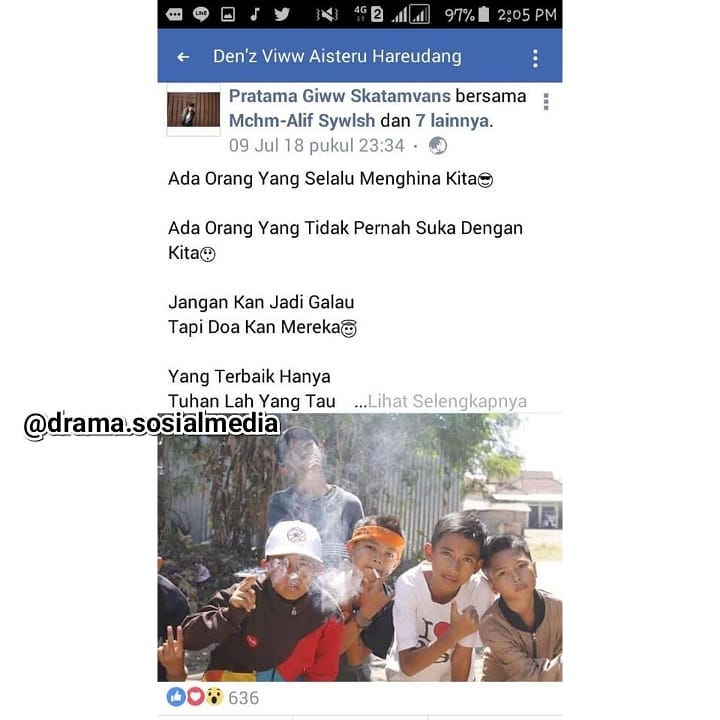 4G 2 97% 2:05 PM
Den'z Viww Aisteru Hareudang
Pratama Giww Skatamvans bersama
Mchm-Alif Sywlsh dan 7 lainnya.
09 Jul 18 pukul 23:34 ·
Ada Orang Yang Selalu Menghina Kita😎
Ada Orang Yang Tidak Pernah Suka Dengan
Kita😲
Jangan Kan Jadi Galau
Tapi Doa Kan Mereka😇
Yang Terbaik Hanya
Tuhan Lah Yang Tau ...Lihat Selengkapnya
@drama.sosialmedia
I
636